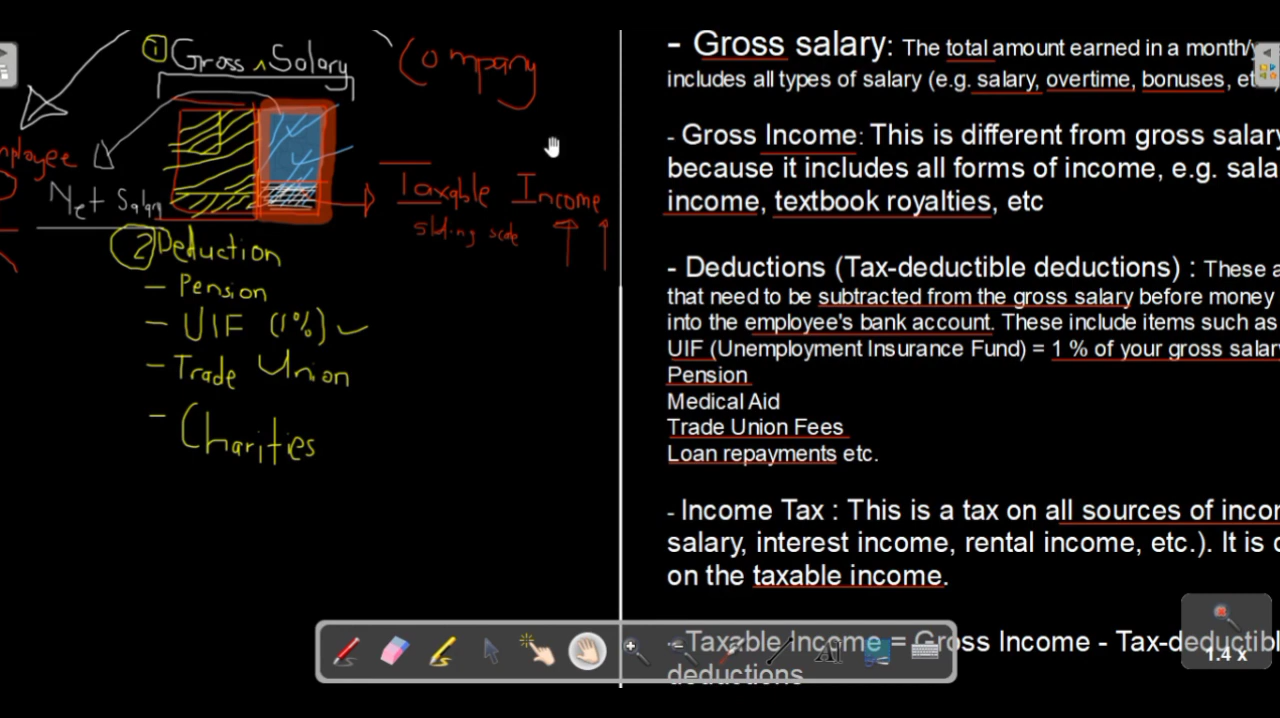 ① Gross ^ Salary
Company
Net Salary
Taxable Income
sliding scale
② Deduction
- Pension
- UIF (1%) ✓
- Trade Union
- Charities
- Gross salary: The total amount earned in a month/
includes all types of salary (e.g. salary, overtime, bonuses,
- Gross Income: This is different from gross salary
because it includes all forms of income, e.g.
income, textbook royalties, etc
- Deductions (Tax-deductible deductions) : These
that need to be subtracted from the gross salary before money
into the employee's bank account. These include items such as
UIF (Unemployment Insurance Fund) = 1 % of your gross salary
Pension
Medical Aid
Trade Union Fees
Loan repayments etc.
- Income Tax : This is a tax on all sources of
salary, interest income, rental income, etc.). It is
on the taxable income.
- Taxable Income = Gross Income - Tax-deductible
deductions
1.4 x